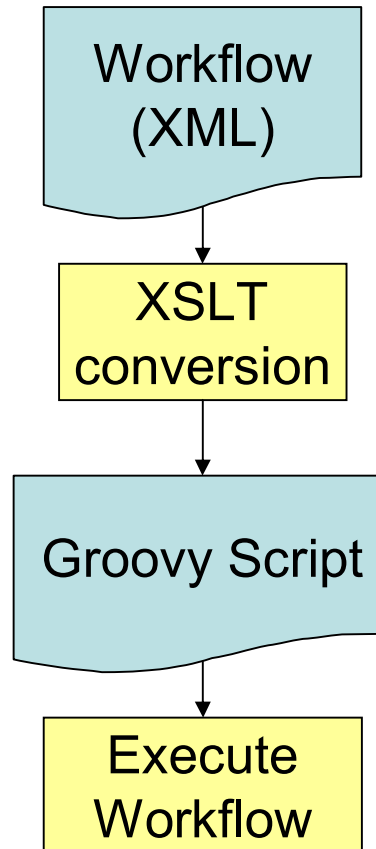 Workflow
(XML)
XSLT
conversion
Groovy Script
Execute
Workflow